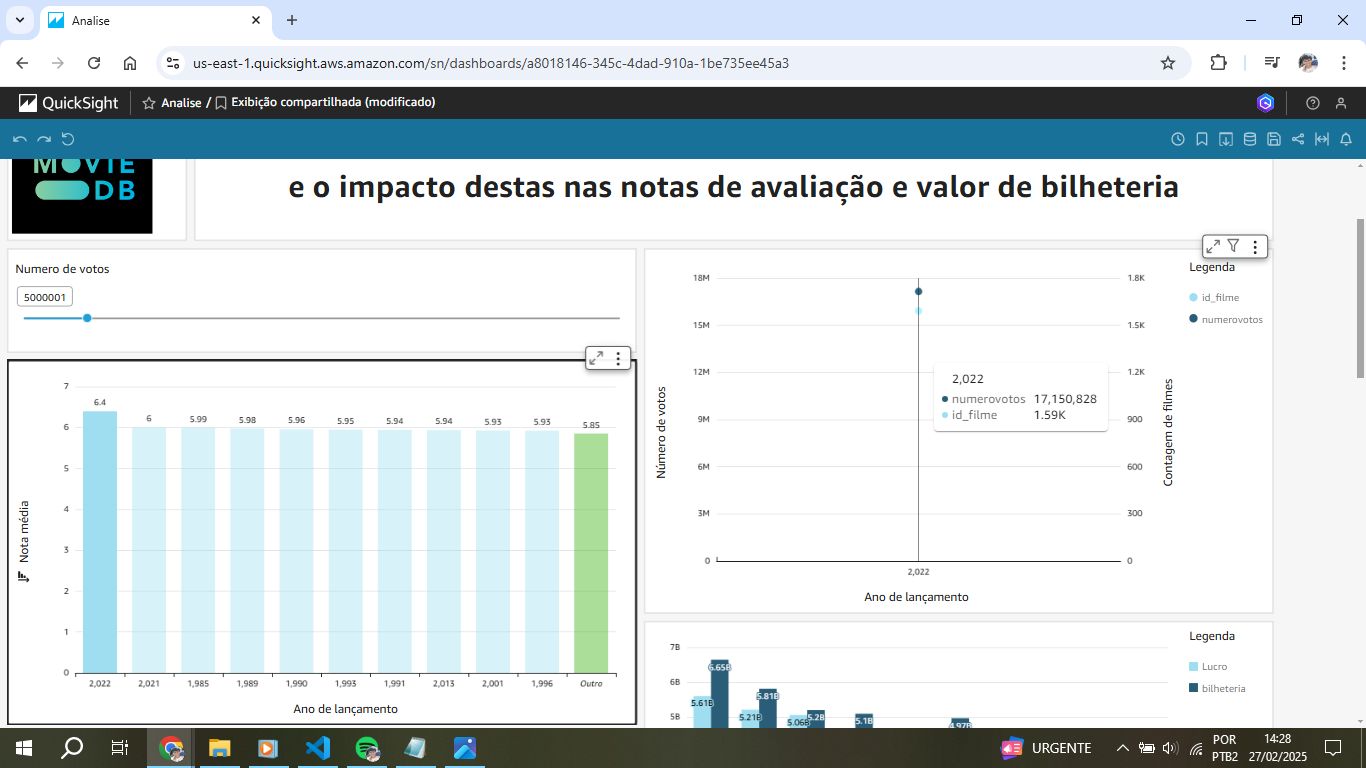 Analise
us-east-1.quicksight.aws.amazon.com/sn/dashboards/a8018146-345c-4dad-910a-1be735ee45a3
QuickSight
Analise / Exibição compartilhada (modificado)
MOVIE
DB
e o impacto destas nas notas de avaliação e valor de bilheteria
Numero de votos
5000001
7
6
5
4
3
2
1
0
Nota média
6.4
6
5.99
5.98
5.96
5.95
5.94
5.94
5.93
5.93
5.85
2,022
2,021
1,985
1,989
1,990
1,993
1,991
2,013
2,001
1,996
Outro
Ano de lançamento
18M
15M
12M
9M
6M
3M
0
Número de votos
1.8K
1.5K
1.2K
900
600
300
0
Contagem de filmes
2,022
numerovotos 17,150,828
id_filme 1.59K
2,022
Ano de lançamento
Legenda
id_filme
numerovotos
7B
6B
5B
5.61B
6.65B
5.21B
5.81B
5.06B
5.2B
5.1B
4.97B
Legenda
Lucro
bilheteria
URGENTE
POR
PTB2
14:28
27/02/2025